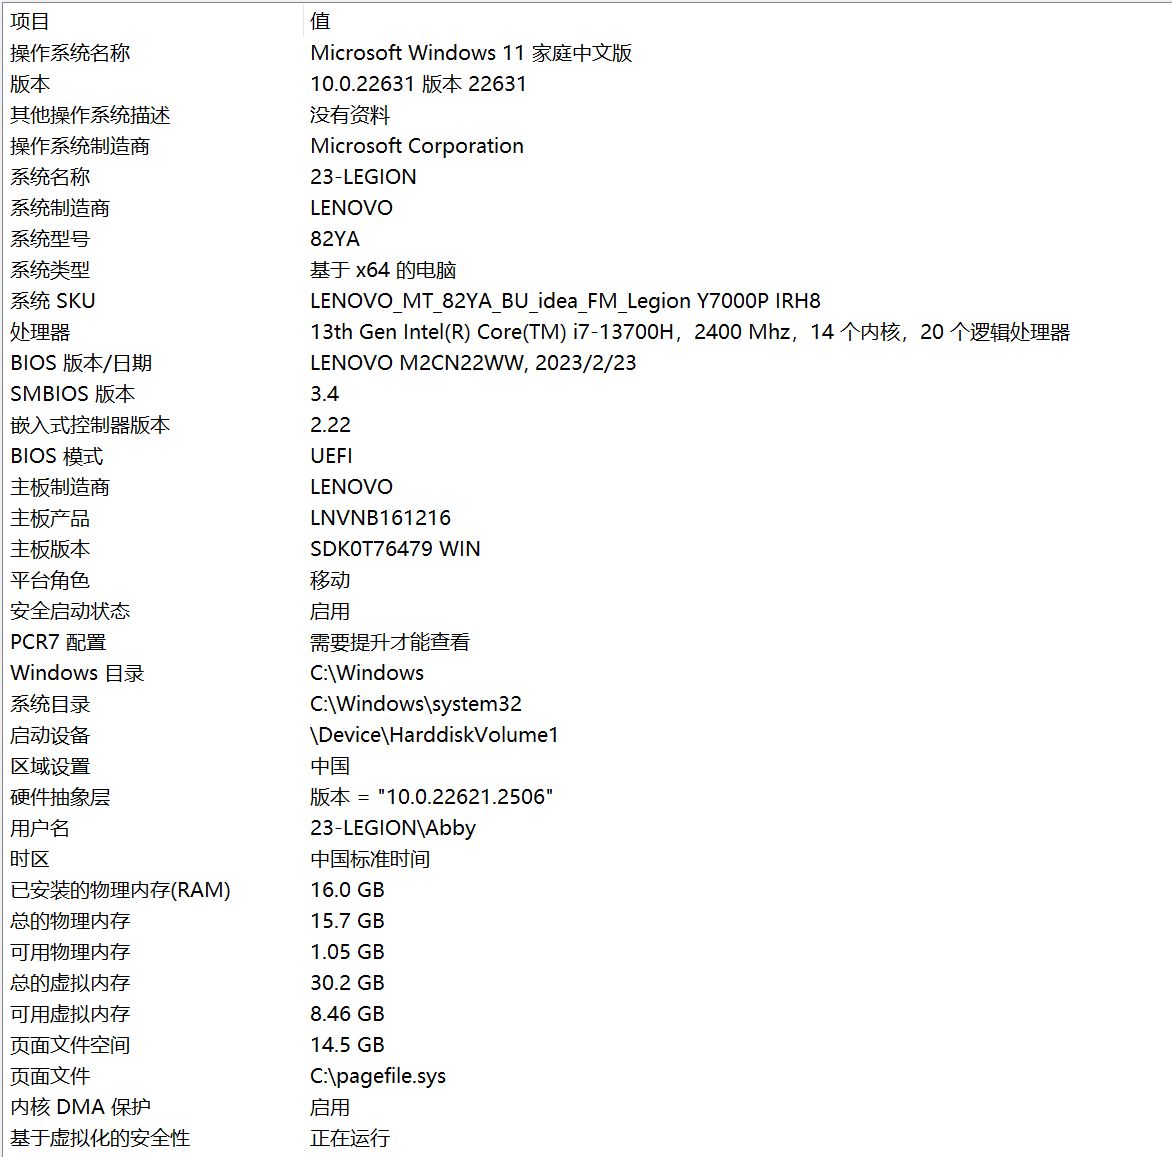 项目 值
操作系统名称 Microsoft Windows 11 家庭中文版
版本 10.0.22631 版本 22631
其他操作系统描述 没有资料
操作系统制造商 Microsoft Corporation
系统名称 23-LEGION
系统制造商 LENOVO
系统型号 82YA
系统类型 基于 x64 的电脑
系统 SKU LENOVO_MT_82YA_BU_idea_FM_Legion Y7000P IRH8
处理器 13th Gen Intel(R) Core(TM) i7-13700H，2400 Mhz，14 个内核，20 个逻辑处理器
BIOS 版本/日期 LENOVO M2CN22WW, 2023/2/23
SMBIOS 版本 3.4
嵌入式控制器版本 2.22
BIOS 模式 UEFI
主板制造商 LENOVO
主板产品 LNVNB161216
主板版本 SDK0T76479 WIN
平台角色 移动
安全启动状态 启用
PCR7 配置 需要提升才能查看
Windows 目录 C:\Windows
系统目录 C:\Windows\system32
启动设备 \Device\HarddiskVolume1
区域设置 中国
硬件抽象层 版本 = "10.0.22621.2506"
用户名 23-LEGION\Abby
时区 中国标准时间
已安装的物理内存(RAM) 16.0 GB
总的物理内存 15.7 GB
可用物理内存 1.05 GB
总的虚拟内存 30.2 GB
可用虚拟内存 8.46 GB
页面文件空间 14.5 GB
页面文件 C:\pagefile.sys
内核 DMA 保护 启用
基于虚拟化的安全性 正在运行